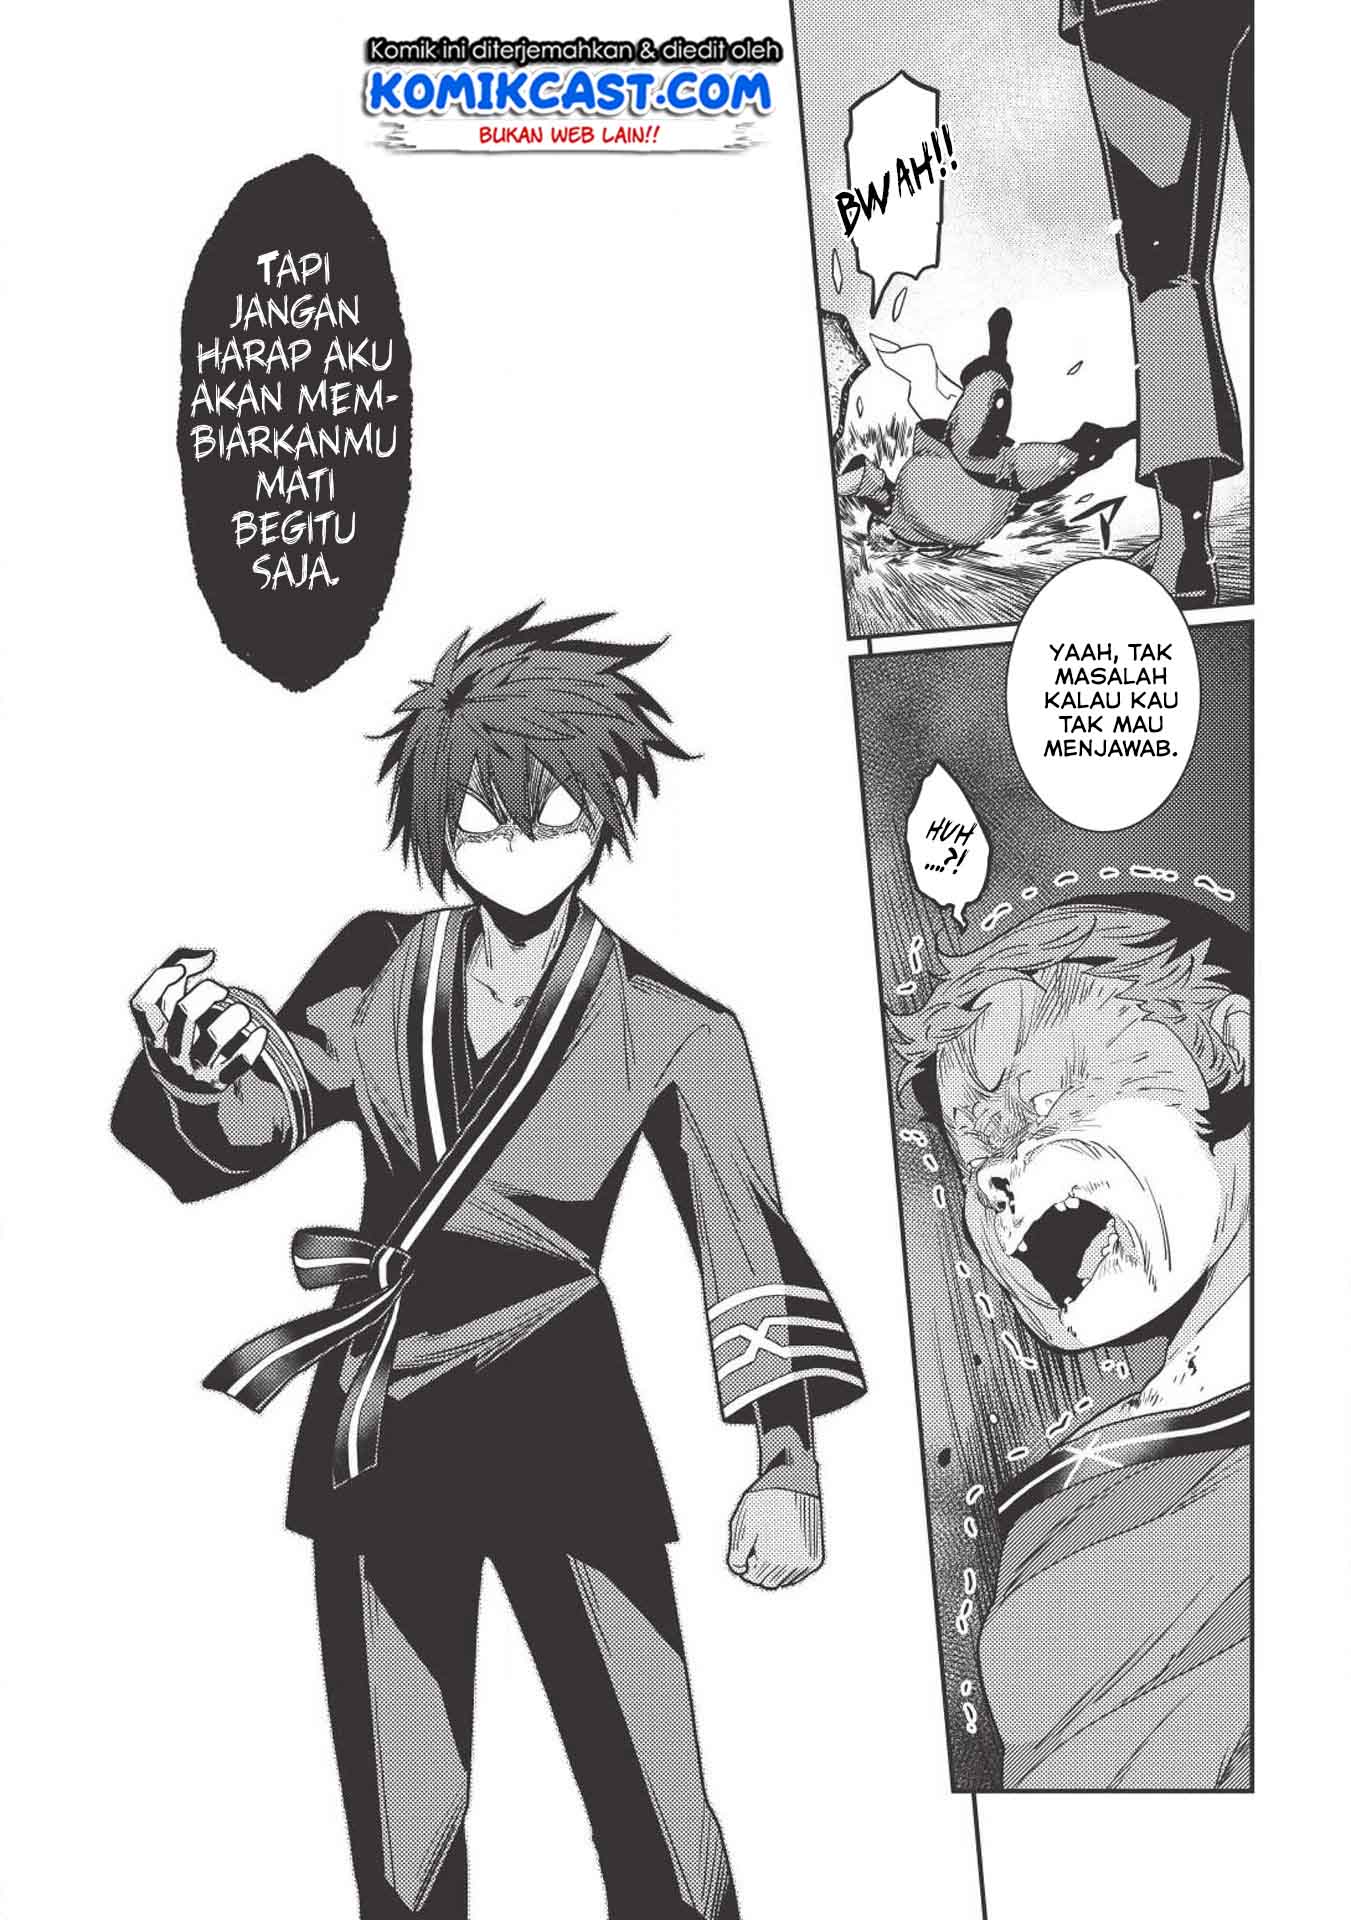 Komik ini diterjemahkan & diedit oleh
KOMIKCAST.COM
BUKAN WEB LAIN!!
BWAH!!
YAAH, TAK
MASALAH
KALAU KAU
TAK MAU
MENJAWAB.
HUH
....?!
TAPI
JANGAN
HARAP AKU
AKAN MEM-
BIARKANMU
MATI
BEGITU
SAJA.